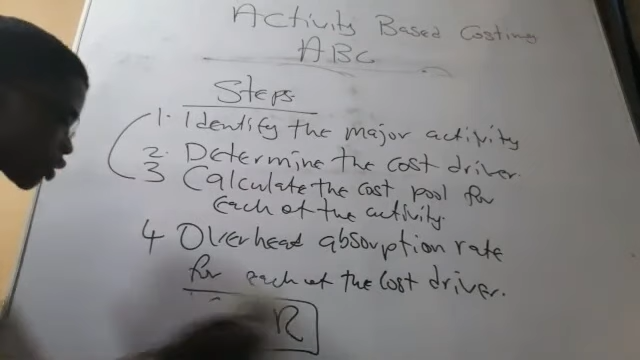 Activity Based Costing
ABC
Steps
1. Identify the major activity
2. Determine the cost driver.
3 Calculate the cost pool for
each of the activity.
4 Overhead absorption rate
for each of the cost driver.
R